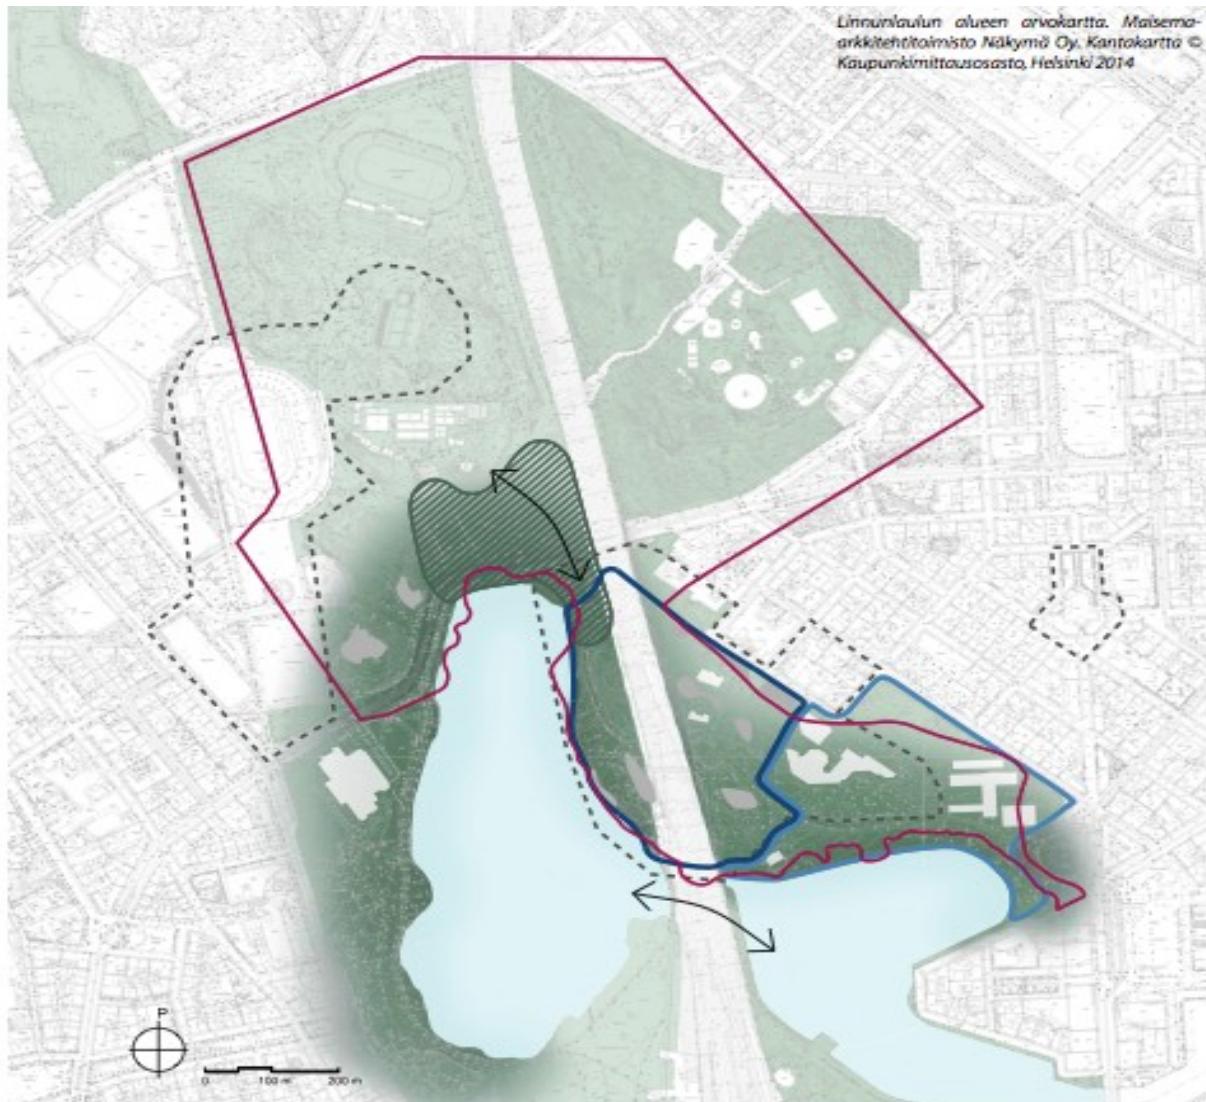 Linnunlaulun alueen arvokartta. Maisema-
arkkitehtitoimisto Näkymä Oy. Kantakartta ©
Kaupunkimittausosasto, Helsinki 2014
P
0 100 m 200 m